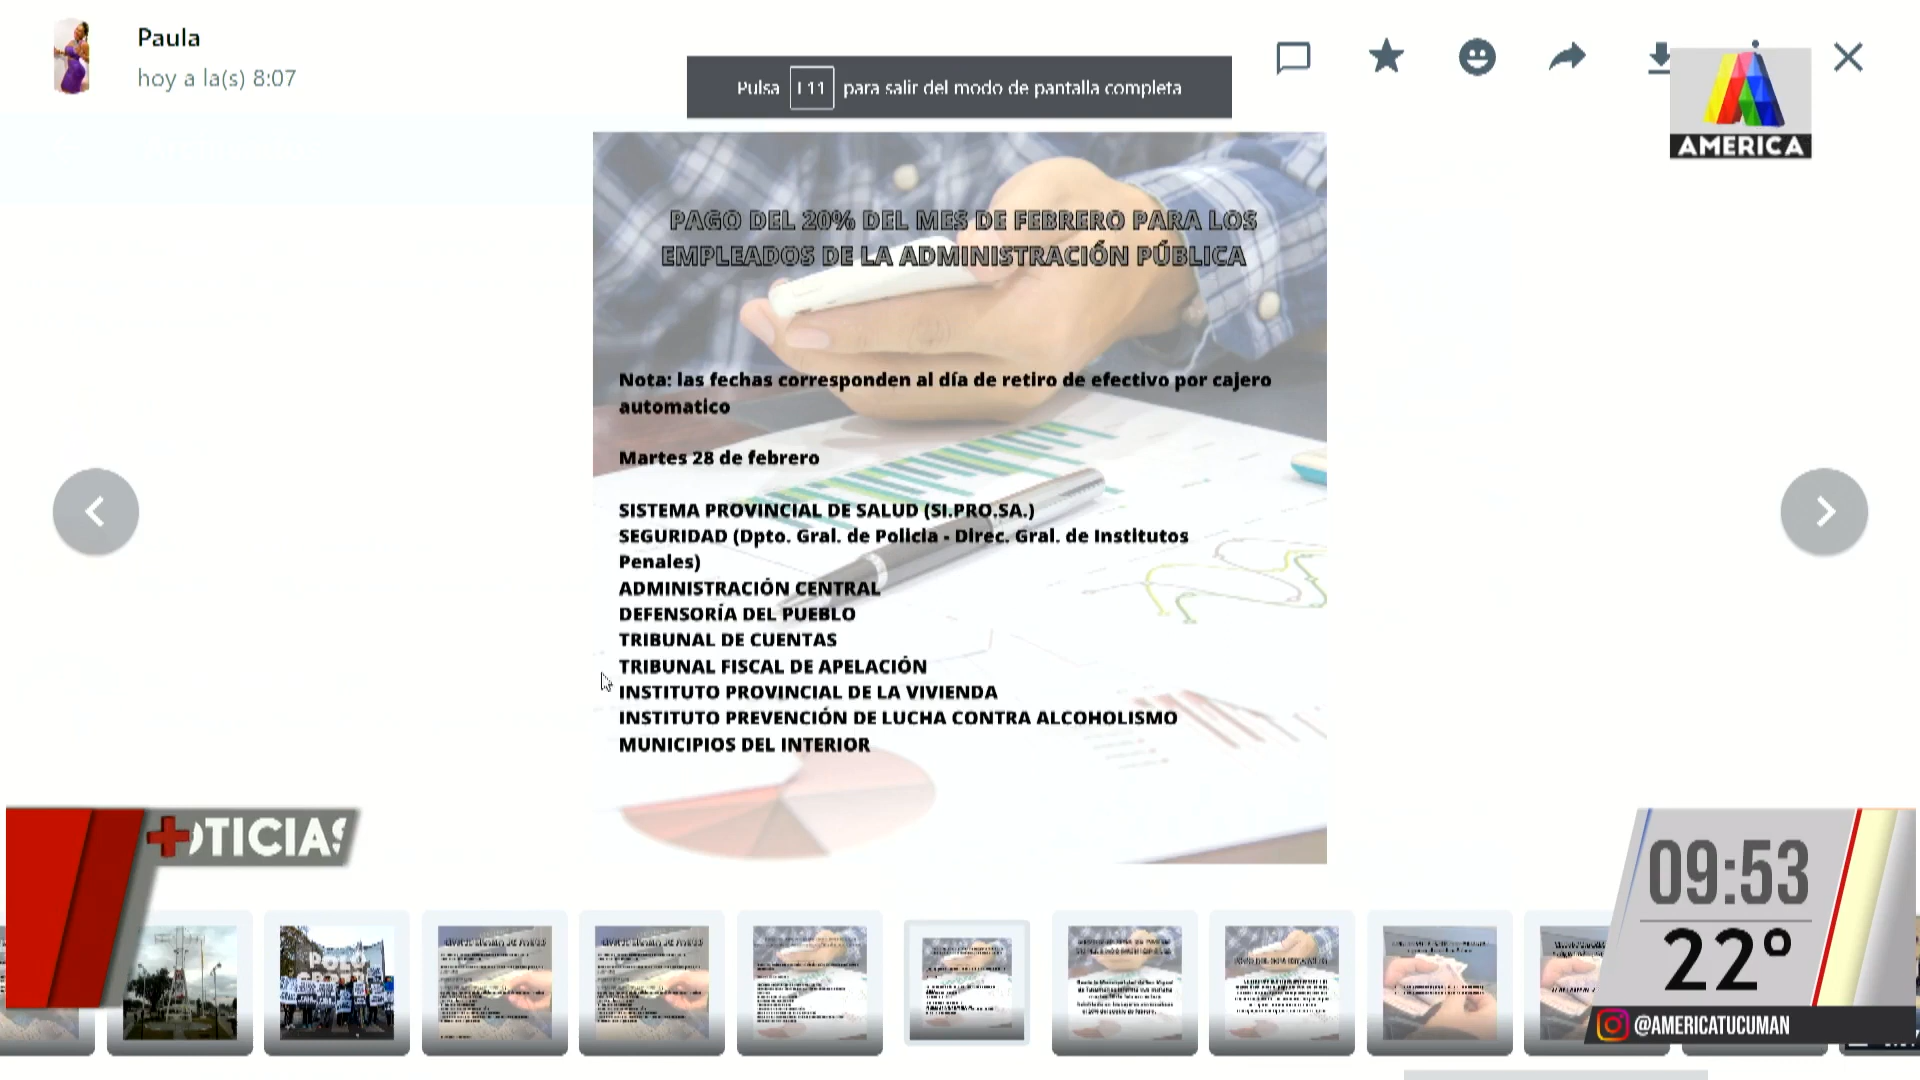 Paula
hoy a la(s) 8:07
Pulsa F11 para salir del modo de pantalla completa
AMERICA
PAGO DEL 20% DEL MES DE FEBRERO PARA LOS
EMPLEADOS DE LA ADMINISTRACIÓN PÚBLICA
Nota: las fechas corresponden al día de retiro de efectivo por cajero
automatico
Martes 28 de febrero
SISTEMA PROVINCIAL DE SALUD (SI.PRO.SA.)
SEGURIDAD (Dpto. Gral. de Policia - Direc. Gral. de Institutos
Penales)
ADMINISTRACIÓN CENTRAL
DEFENSORÍA DEL PUEBLO
TRIBUNAL DE CUENTAS
TRIBUNAL FISCAL DE APELACIÓN
INSTITUTO PROVINCIAL DE LA VIVIENDA
INSTITUTO PREVENCIÓN DE LUCHA CONTRA ALCOHOLISMO
MUNICIPIOS DEL INTERIOR
OTICIAS
09:53
22°
@AMERICATUCUMAN